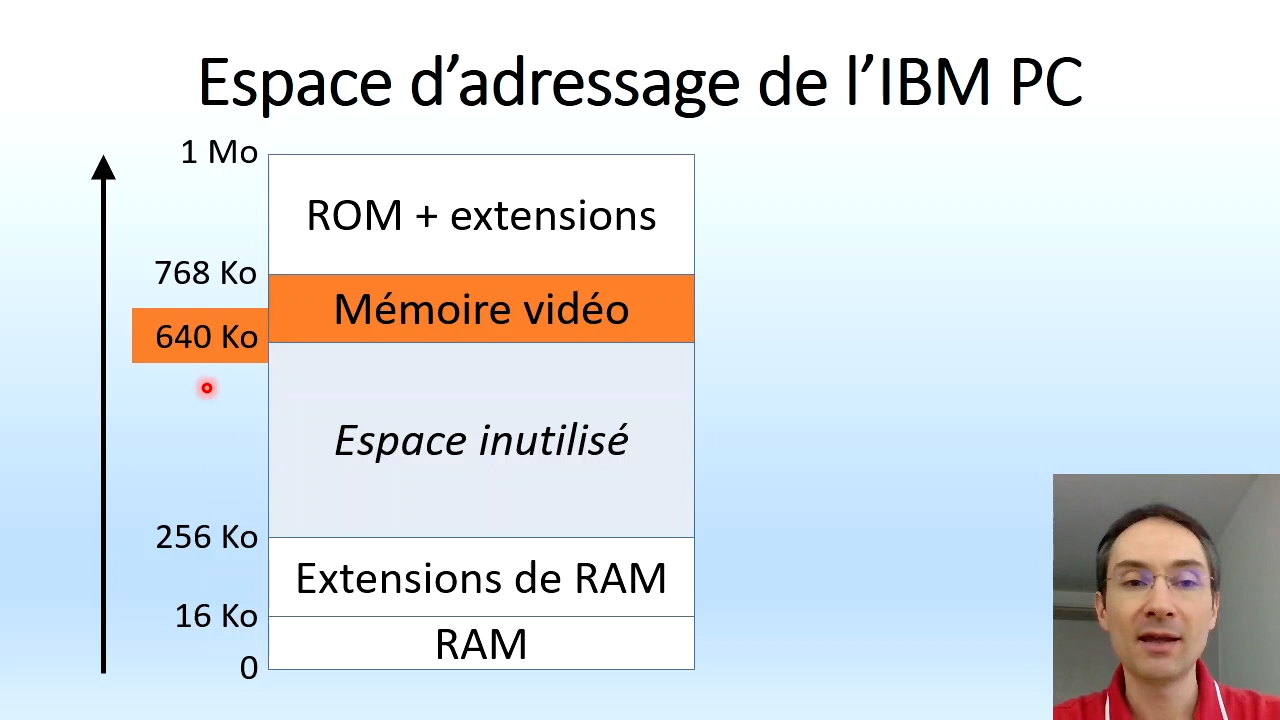 Espace d’adressage de l’IBM PC
1 Mo
ROM + extensions
768 Ko
Mémoire vidéo
640 Ko
Espace inutilisé
256 Ko
Extensions de RAM
16 Ko
RAM
0